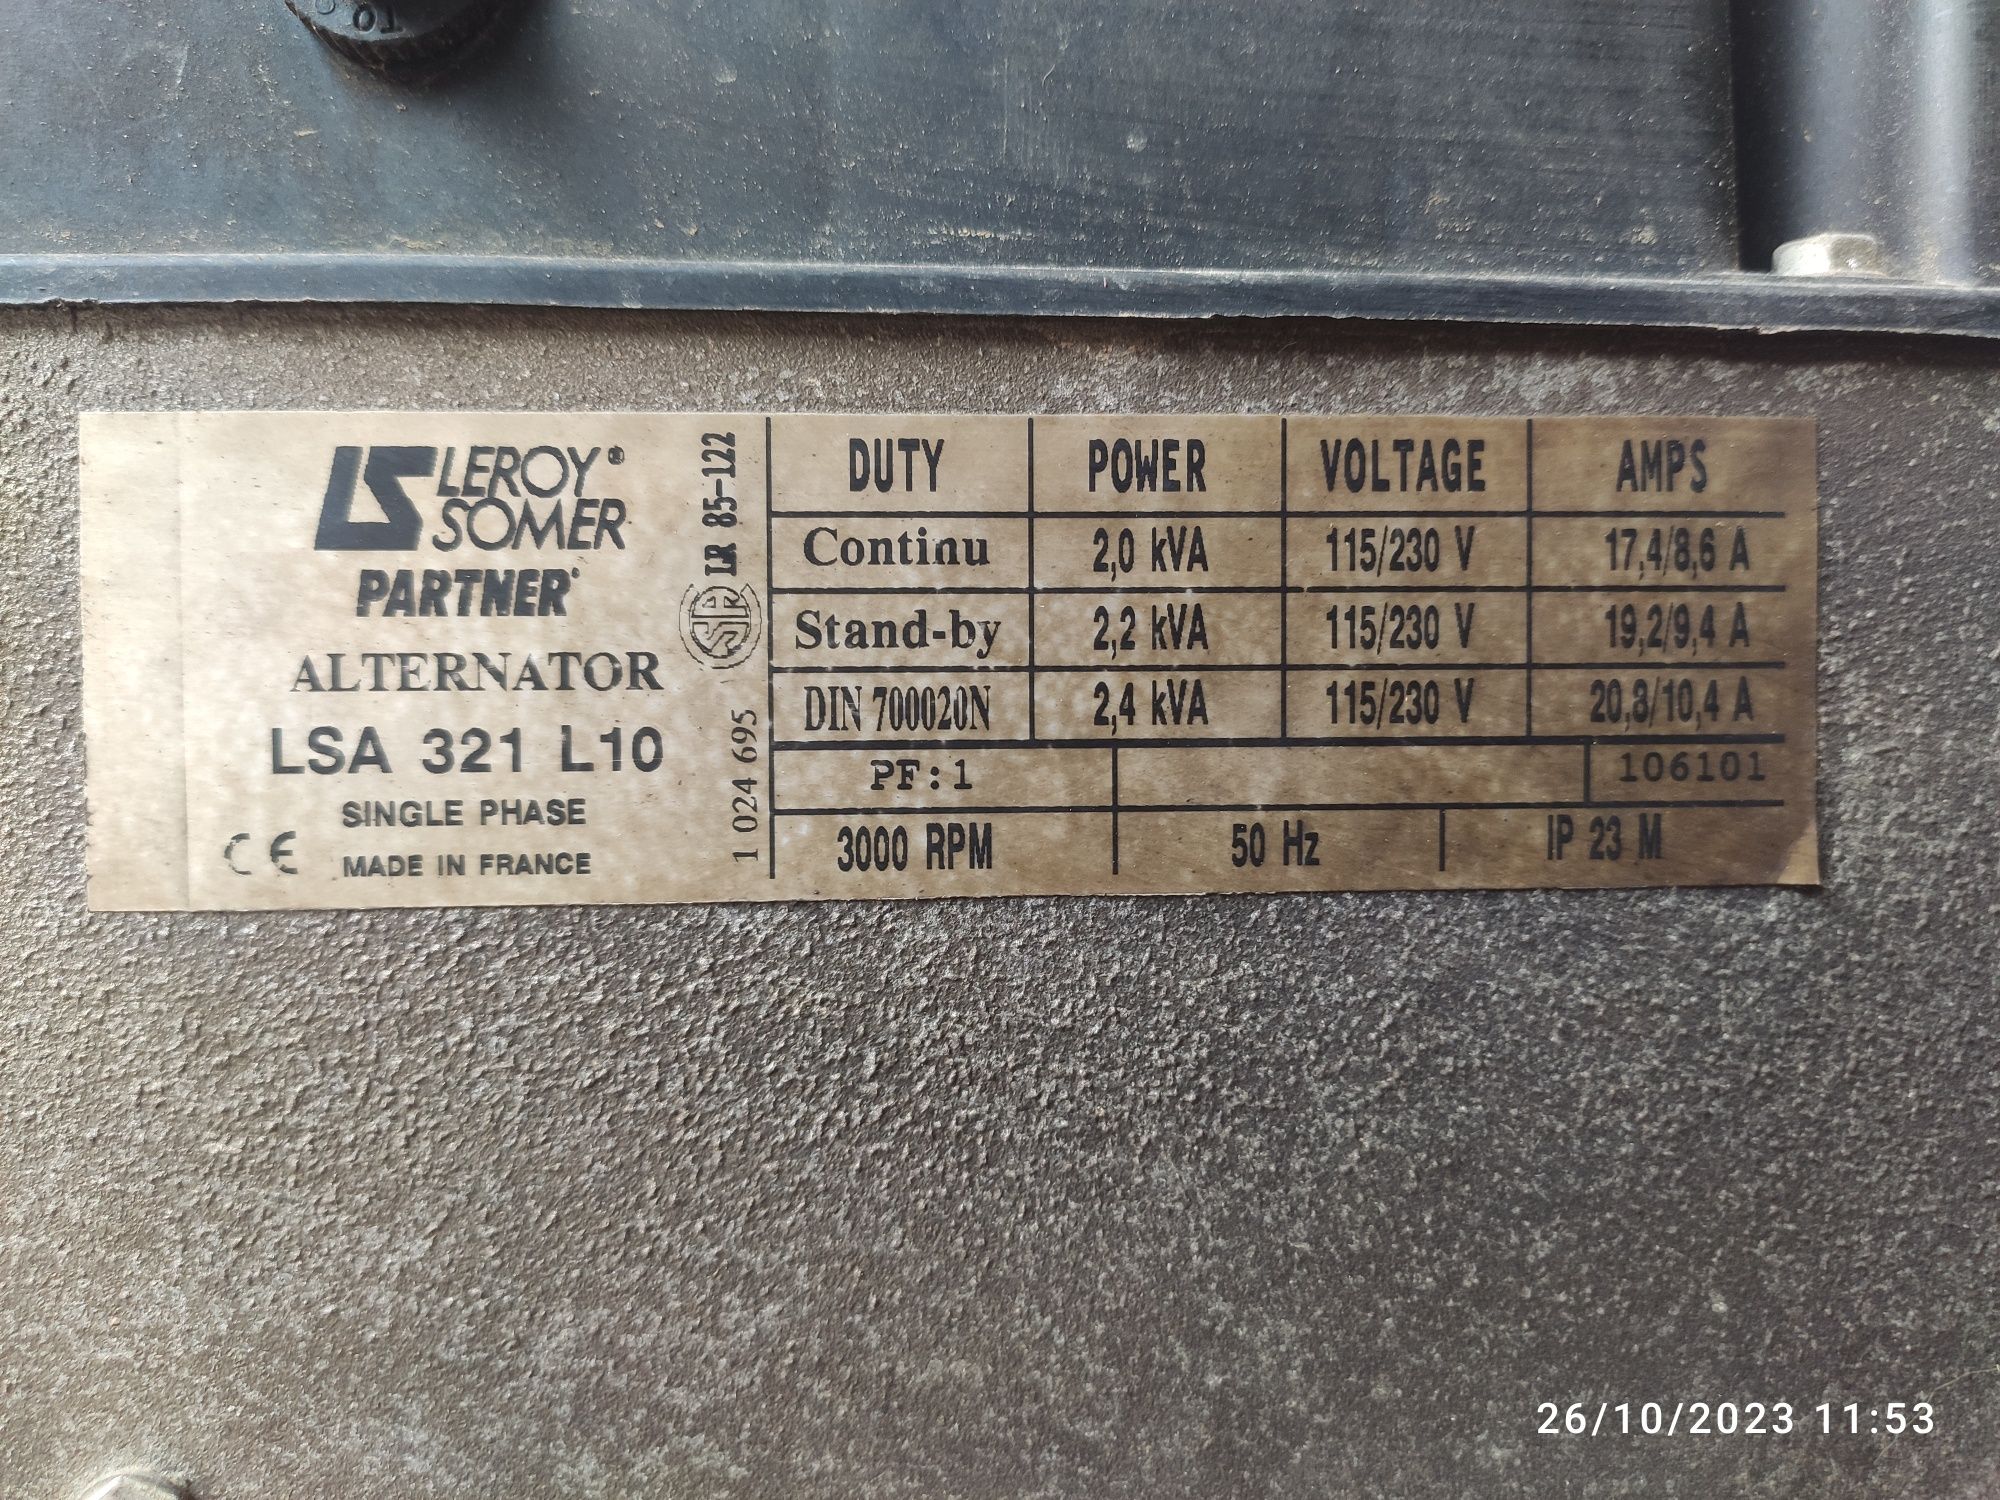 LS LEROY®
SOMER
PARTNER
ALTERNATOR
LSA 321 L10
SINGLE PHASE
CE MADE IN FRANCE
LR 85-122
1 024 695
DUTY POWER VOLTAGE AMPS
Continu 2,0 kVA 115/230 V 17,4/8,6 A
Stand-by 2,2 kVA 115/230 V 19,2/9,4 A
DIN 700020N 2,4 kVA 115/230 V 20,8/10,4 A
PF:1 106101
3000 RPM 50 Hz IP 23 M
26/10/2023 11:53